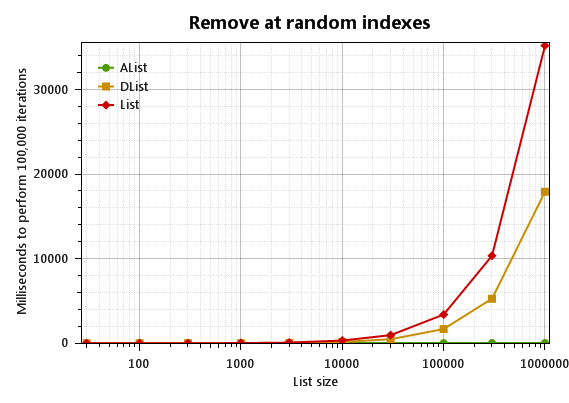 Remove at random indexes
Milliseconds to perform 100,000 iterations
AList
DList
List
30000
20000
10000
0
100
1000
10000
100000
1000000
List size